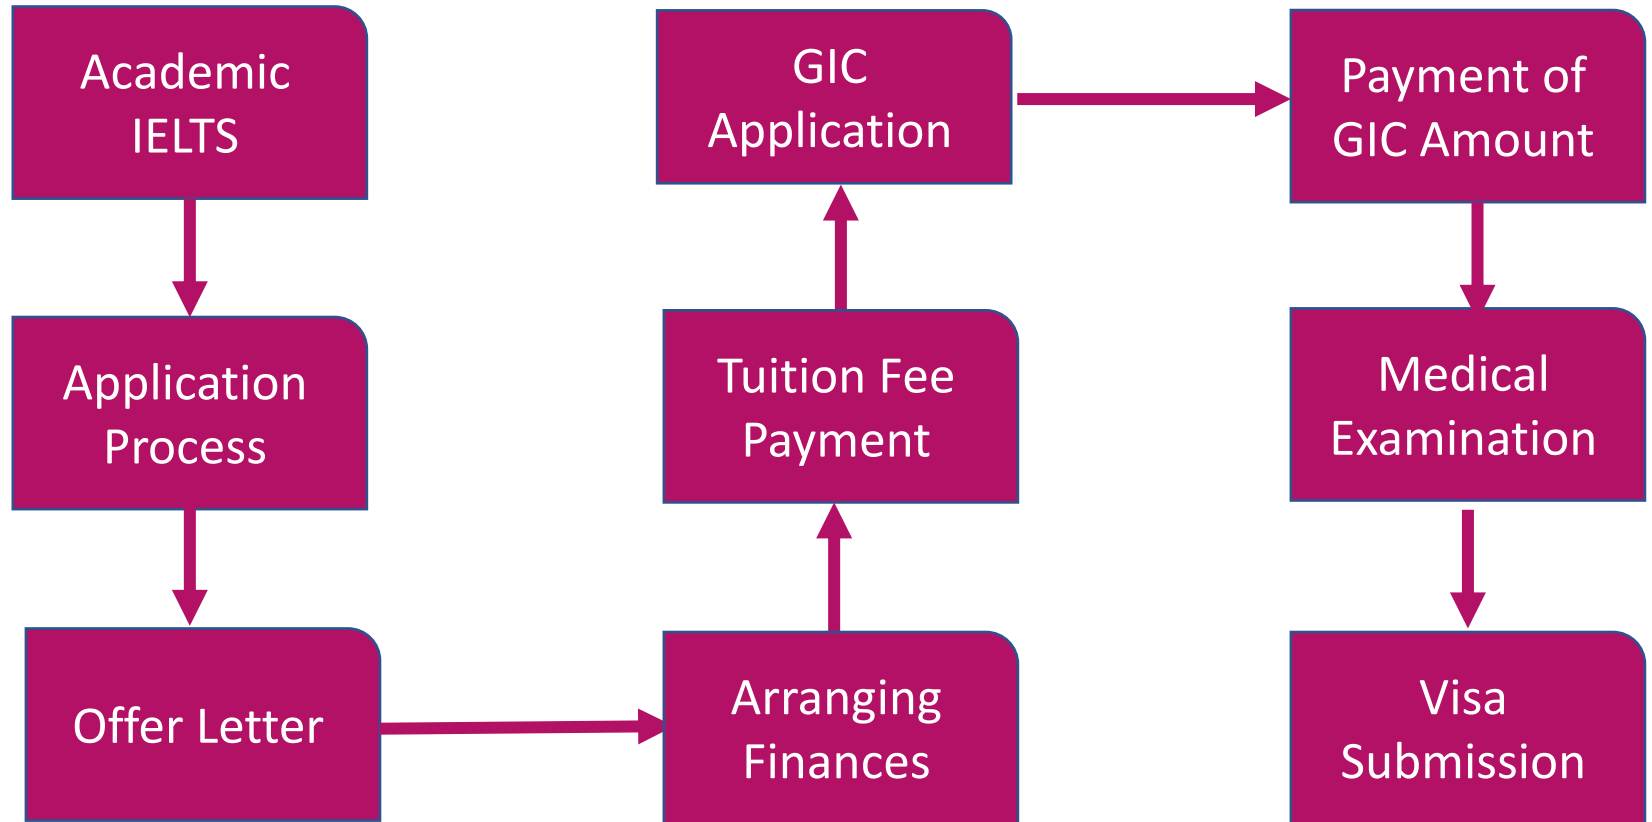 Academic
IELTS
Application
Process
Offer Letter
Arranging
Finances
Tuition Fee
Payment
GIC
Application
Payment of
GIC Amount
Medical
Examination
Visa
Submission